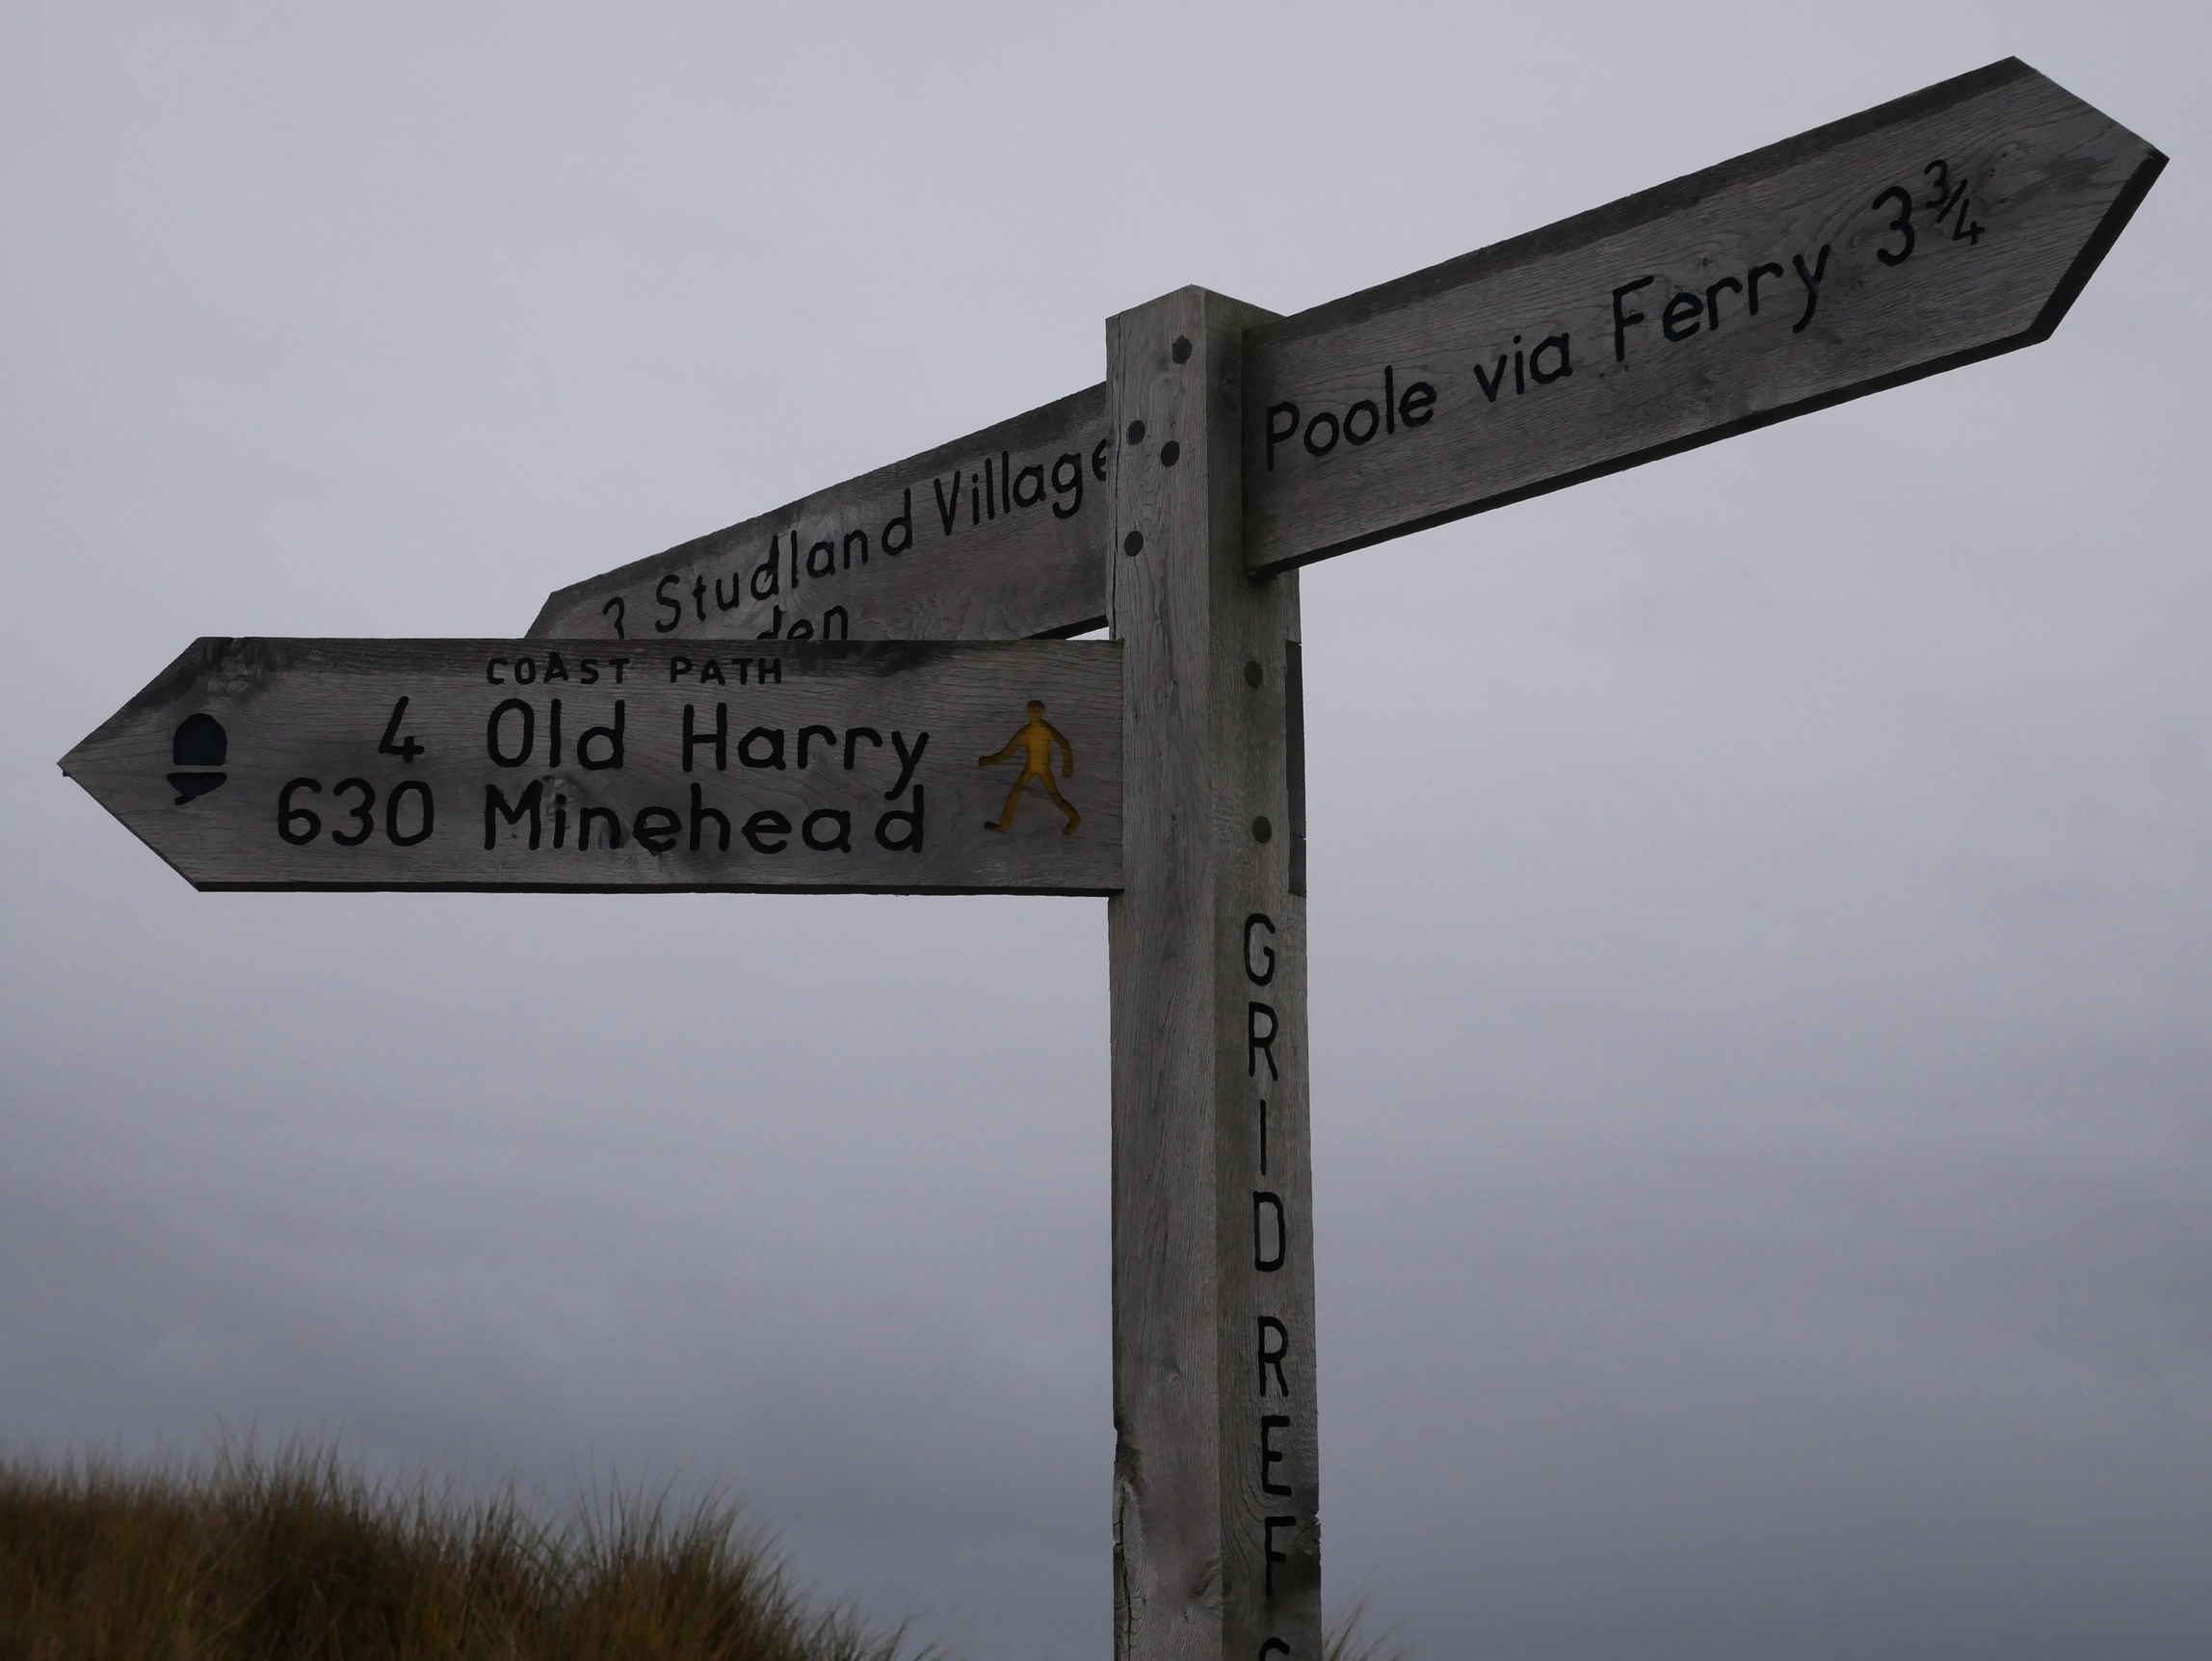 Poole via Ferry 3¾
3 Studland Village
COAST PATH
4 Old Harry
630 Minehead
GRID REF